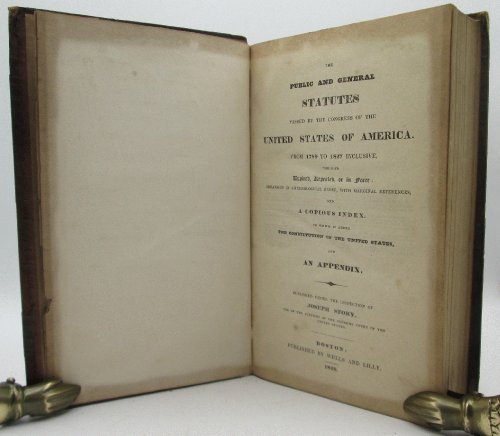 THE
PUBLIC AND GENERAL
STATUTES
PASSED BY THE CONGRESS OF THE
UNITED STATES OF AMERICA.
FROM 1789 TO 1827 INCLUSIVE,
WHETHER
Expired, Repealed, or in Force:
ARRANGED IN CHRONOLOGICAL ORDER, WITH MARGINAL REFERENCES,
AND
A COPIOUS INDEX.
TO WHICH IS ADDED
THE CONSTITUTION OF THE UNITED STATES,
AND
AN APPENDIX.
PUBLISHED UNDER THE INSPECTION OF
JOSEPH STORY,
ONE OF THE JUSTICES OF THE SUPREME COURT OF THE
UNITED STATES.
BOSTON:
PUBLISHED BY WELLS AND LILLY.
1828.